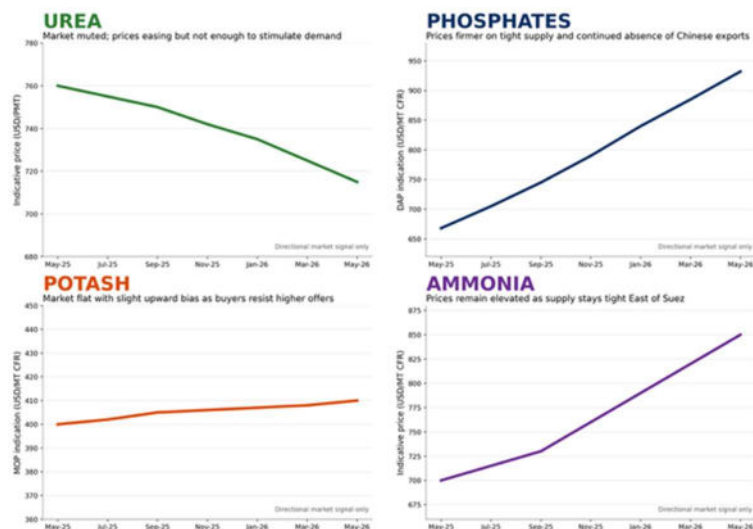 UREA
Market muted; prices easing but not enough to stimulate demand
780
760
740
720
700
680
Indicative price (USD/PMT)
Directional market signal only
May-25 Jul-25 Sep-25 Nov-25 Jan-26 Mar-26 May-26
PHOSPHATES
Prices firmer on tight supply and continued absence of Chinese exports
950
900
850
800
750
700
650
DAP indication (USD/MT CFR)
Directional market signal only
May-25 Jul-25 Sep-25 Nov-25 Jan-26 Mar-26 May-26
POTASH
Market flat with slight upward bias as buyers resist higher offers
450
440
430
420
410
400
390
380
370
360
MOP indication (USD/MT CFR)
Directional market signal only
May-25 Jul-25 Sep-25 Nov-25 Jan-26 Mar-26 May-26
AMMONIA
Prices remain elevated as supply stays tight East of Suez
875
850
825
800
775
750
725
700
675
Indicative price (USD/MT CFR)
Directional market signal only
May-25 Jul-25 Sep-25 Nov-25 Jan-26 Mar-26 May-26